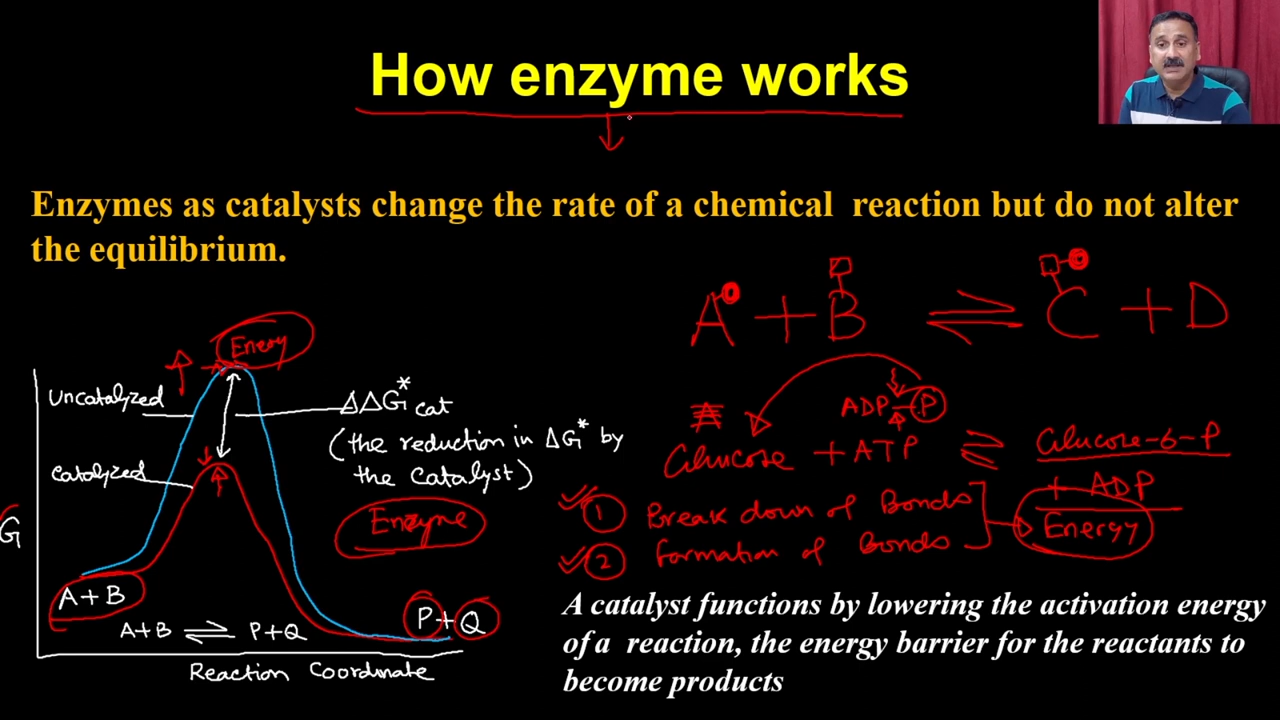 How enzyme works
Enzymes as catalysts change the rate of a chemical reaction but do not alter
the equilibrium.
A + B ⇌ C + D
Energy
Uncatalyzed
ΔΔG*cat
(the reduction in ΔG* by
the catalyst)
Catalyzed
Enzyne
G
A+B
P+Q
A+B ⇌ P+Q
Reaction Coordinate
ADP–P
Glucose + ATP ⇌ Glucose-6-P
+ ADP
1 Break down of Bonds
2 Formation of Bonds
Energy
A catalyst functions by lowering the activation energy
of a reaction, the energy barrier for the reactants to
become products